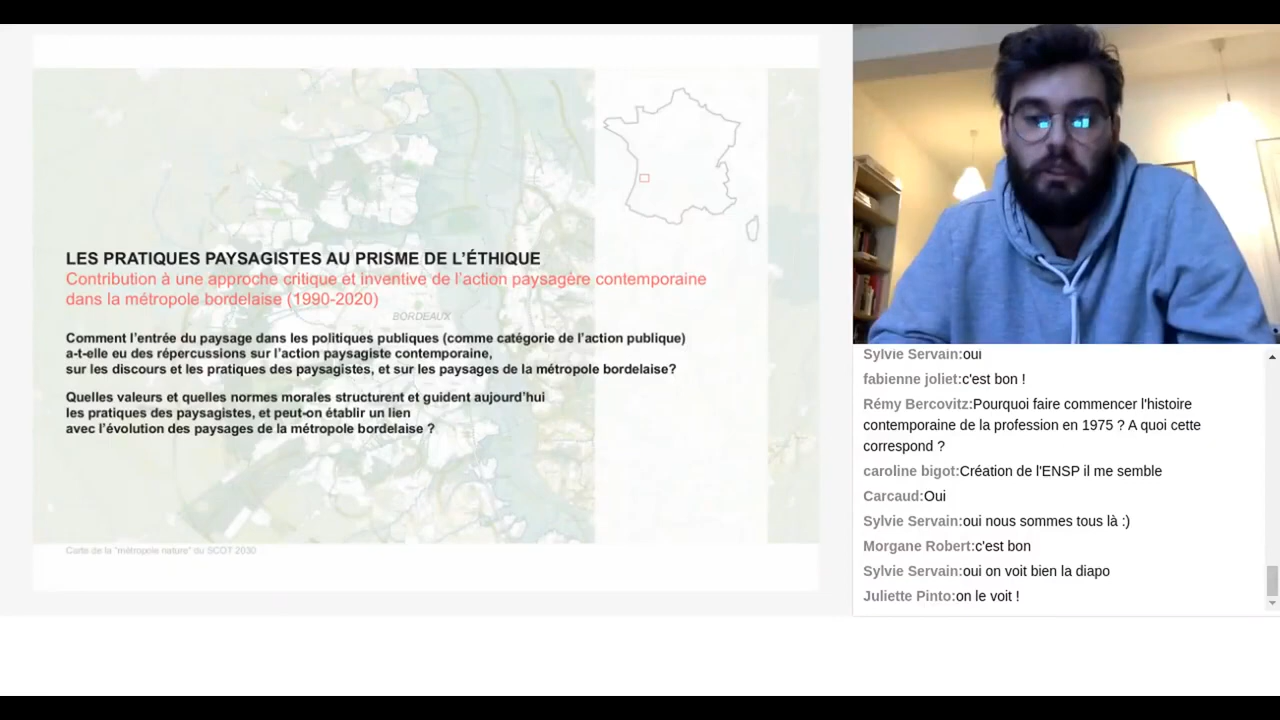 LES PRATIQUES PAYSAGISTES AU PRISME DE L'ÉTHIQUE
Contribution à une approche critique et inventive de l'action paysagère contemporaine
dans la métropole bordelaise (1990-2020)
BORDEAUX
Comment l'entrée du paysage dans les politiques publiques (comme catégorie de l'action publique)
a-t-elle eu des répercussions sur l'action paysagiste contemporaine,
sur les discours et les pratiques des paysagistes, et sur les paysages de la métropole bordelaise?
Quelles valeurs et quelles normes morales structurent et guident aujourd'hui
les pratiques des paysagistes, et peut-on établir un lien
avec l'évolution des paysages de la métropole bordelaise ?
Carte de la "métropole nature" du SCOT 2030
Sylvie Servain:oui
fabienne joliet:c'est bon !
Rémy Bercovitz:Pourquoi faire commencer l'histoire
contemporaine de la profession en 1975 ? A quoi cette
correspond ?
caroline bigot:Création de l'ENSP il me semble
Carcaud:Oui
Sylvie Servain:oui nous sommes tous là :)
Morgane Robert:c'est bon
Sylvie Servain:oui on voit bien la diapo
Juliette Pinto:on le voit !